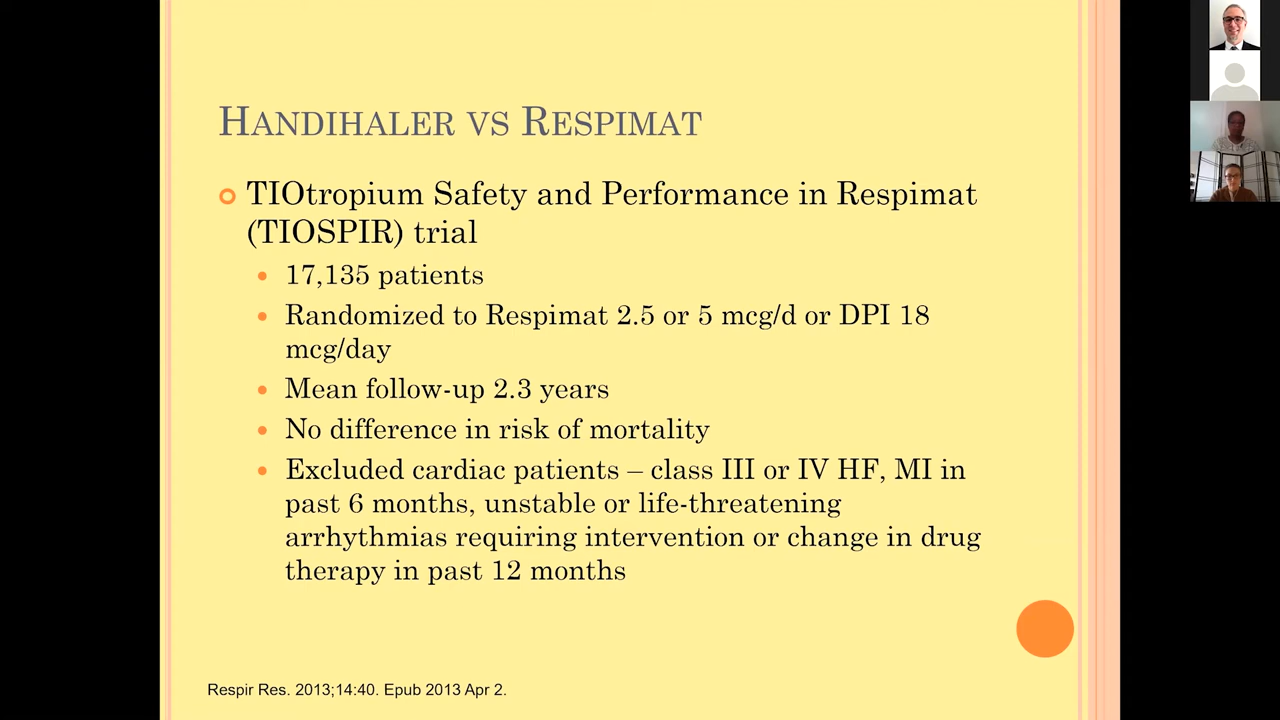 HANDIHALER VS RESPIMAT
TIOtropium Safety and Performance in Respimat
(TIOSPIR) trial
17,135 patients
Randomized to Respimat 2.5 or 5 mcg/d or DPI 18
mcg/day
Mean follow-up 2.3 years
No difference in risk of mortality
Excluded cardiac patients – class III or IV HF, MI in
past 6 months, unstable or life-threatening
arrhythmias requiring intervention or change in drug
therapy in past 12 months
Respir Res. 2013;14:40. Epub 2013 Apr 2.